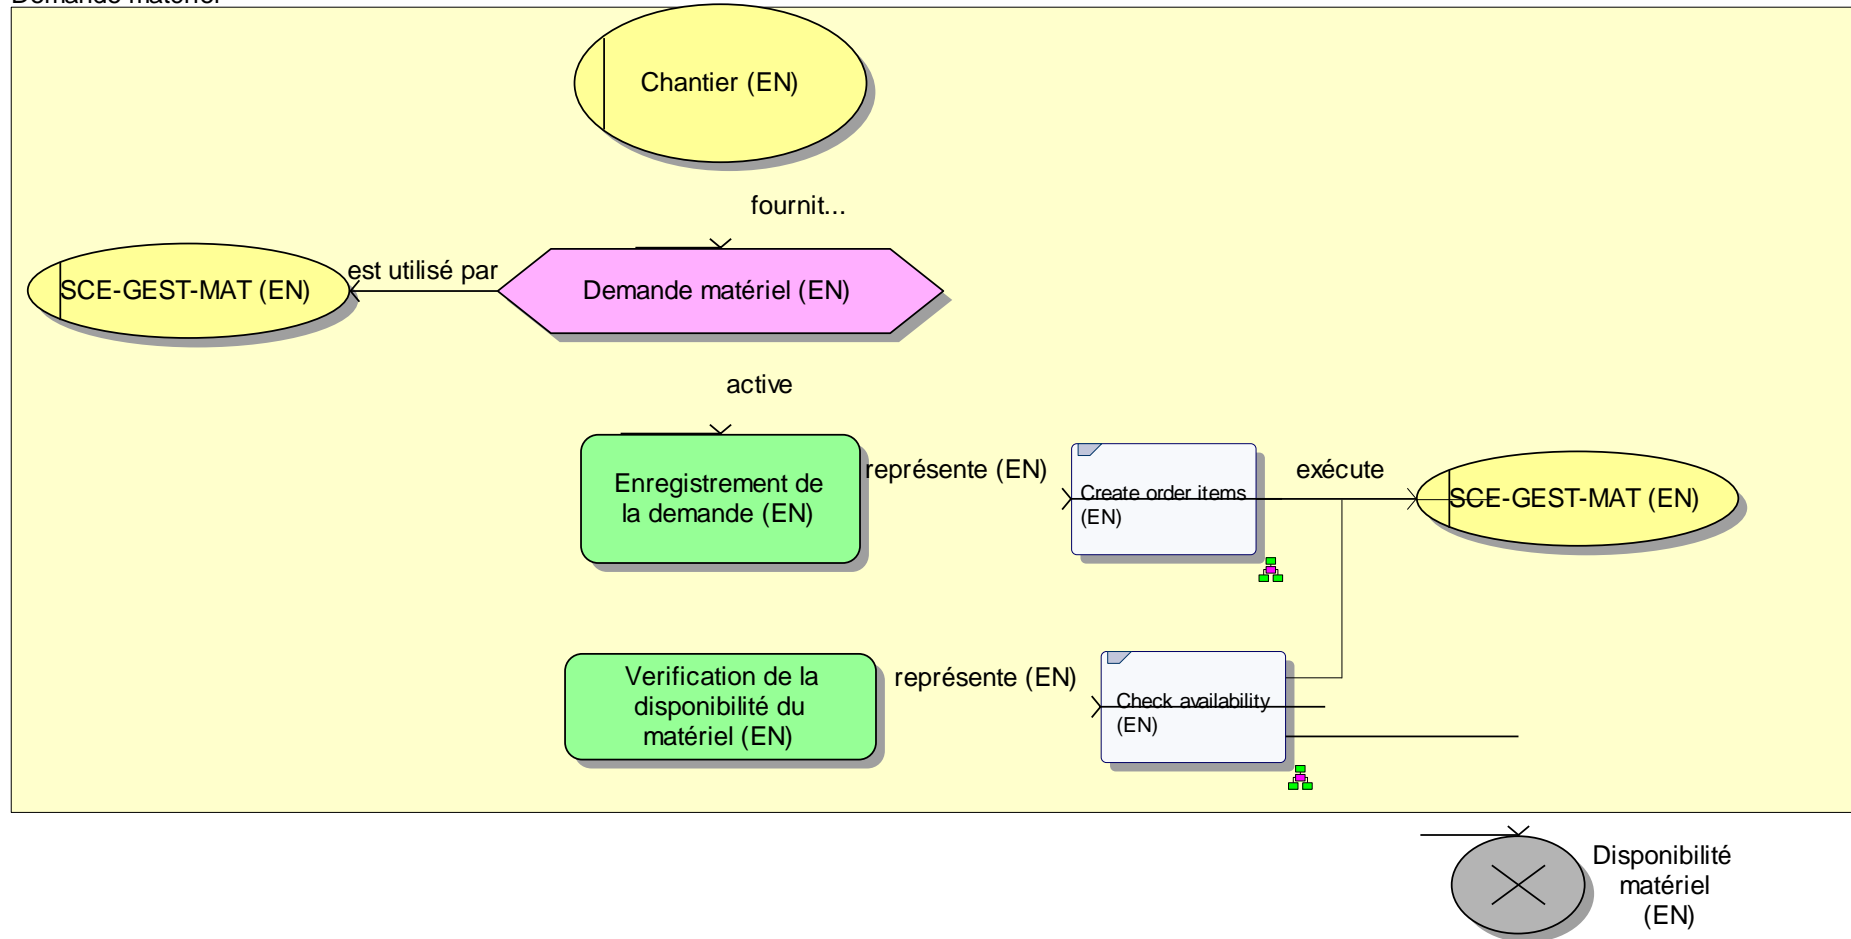 Demande matériel
Chantier (EN)
fournit...
SCE-GEST-MAT (EN)
est utilisé par
Demande matériel (EN)
active
Enregistrement de
la demande (EN)
représente (EN)
Create order items
(EN)
exécute
SCE-GEST-MAT (EN)
Verification de la
disponibilité du
matériel (EN)
représente (EN)
Check availability
(EN)
Disponibilité
matériel
(EN)